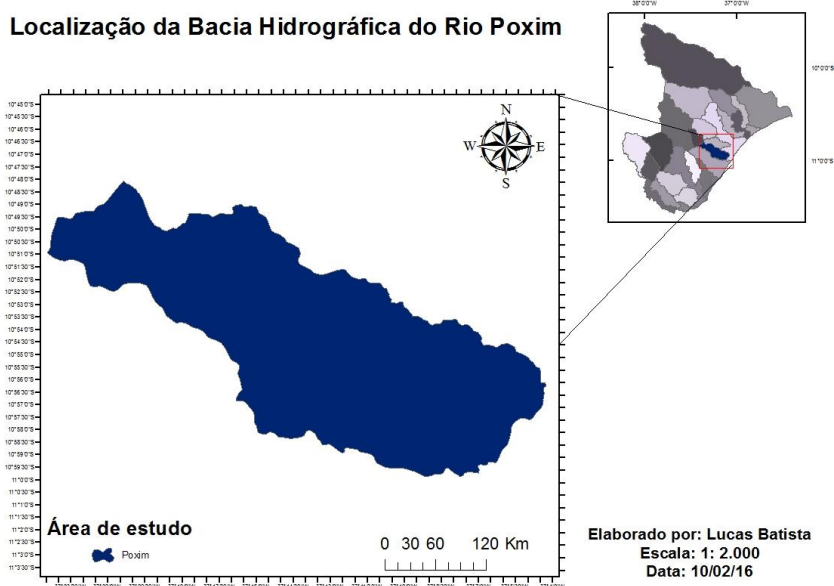 Localização da Bacia Hidrográfica do Rio Poxim
38°0'0"W 37°0'0"W
10°0'0"S
11°0'0"S
N
W E
S
10°45'0"S
10°45'30"S
10°46'0"S
10°46'30"S
10°47'0"S
10°47'30"S
10°48'0"S
10°48'30"S
10°49'0"S
10°49'30"S
10°50'0"S
10°50'30"S
10°51'0"S
10°51'30"S
10°52'0"S
10°52'30"S
10°53'0"S
10°53'30"S
10°54'0"S
10°54'30"S
10°55'0"S
10°55'30"S
10°56'0"S
10°56'30"S
10°57'0"S
10°57'30"S
10°58'0"S
10°58'30"S
10°59'0"S
10°59'30"S
11°0'0"S
11°0'30"S
11°1'0"S
11°1'30"S
11°2'0"S
11°2'30"S
11°3'0"S
11°3'30"S
Área de estudo
Poxim
0 30 60 120 Km
Elaborado por: Lucas Batista
Escala: 1: 2.000
Data: 10/02/16